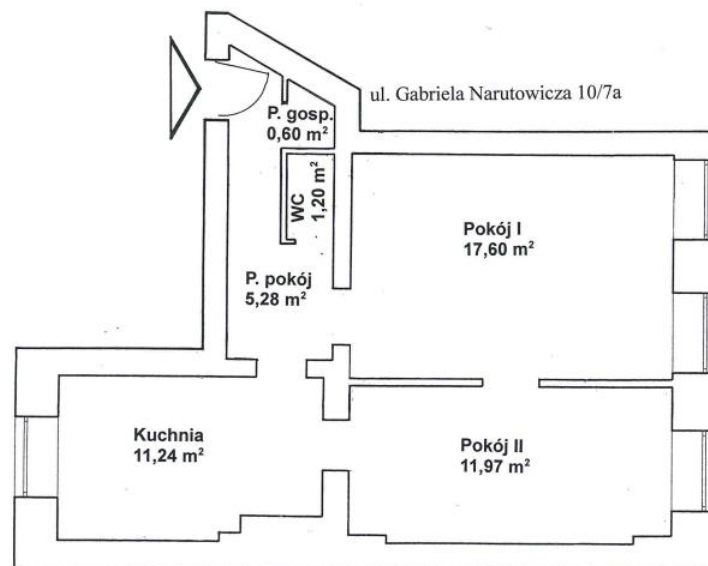 ul. Gabriela Narutowicza 10/7a
P. gosp.
0,60 m²
WC
1,20 m²
Pokój I
17,60 m²
P. pokój
5,28 m²
Kuchnia
11,24 m²
Pokój II
11,97 m²